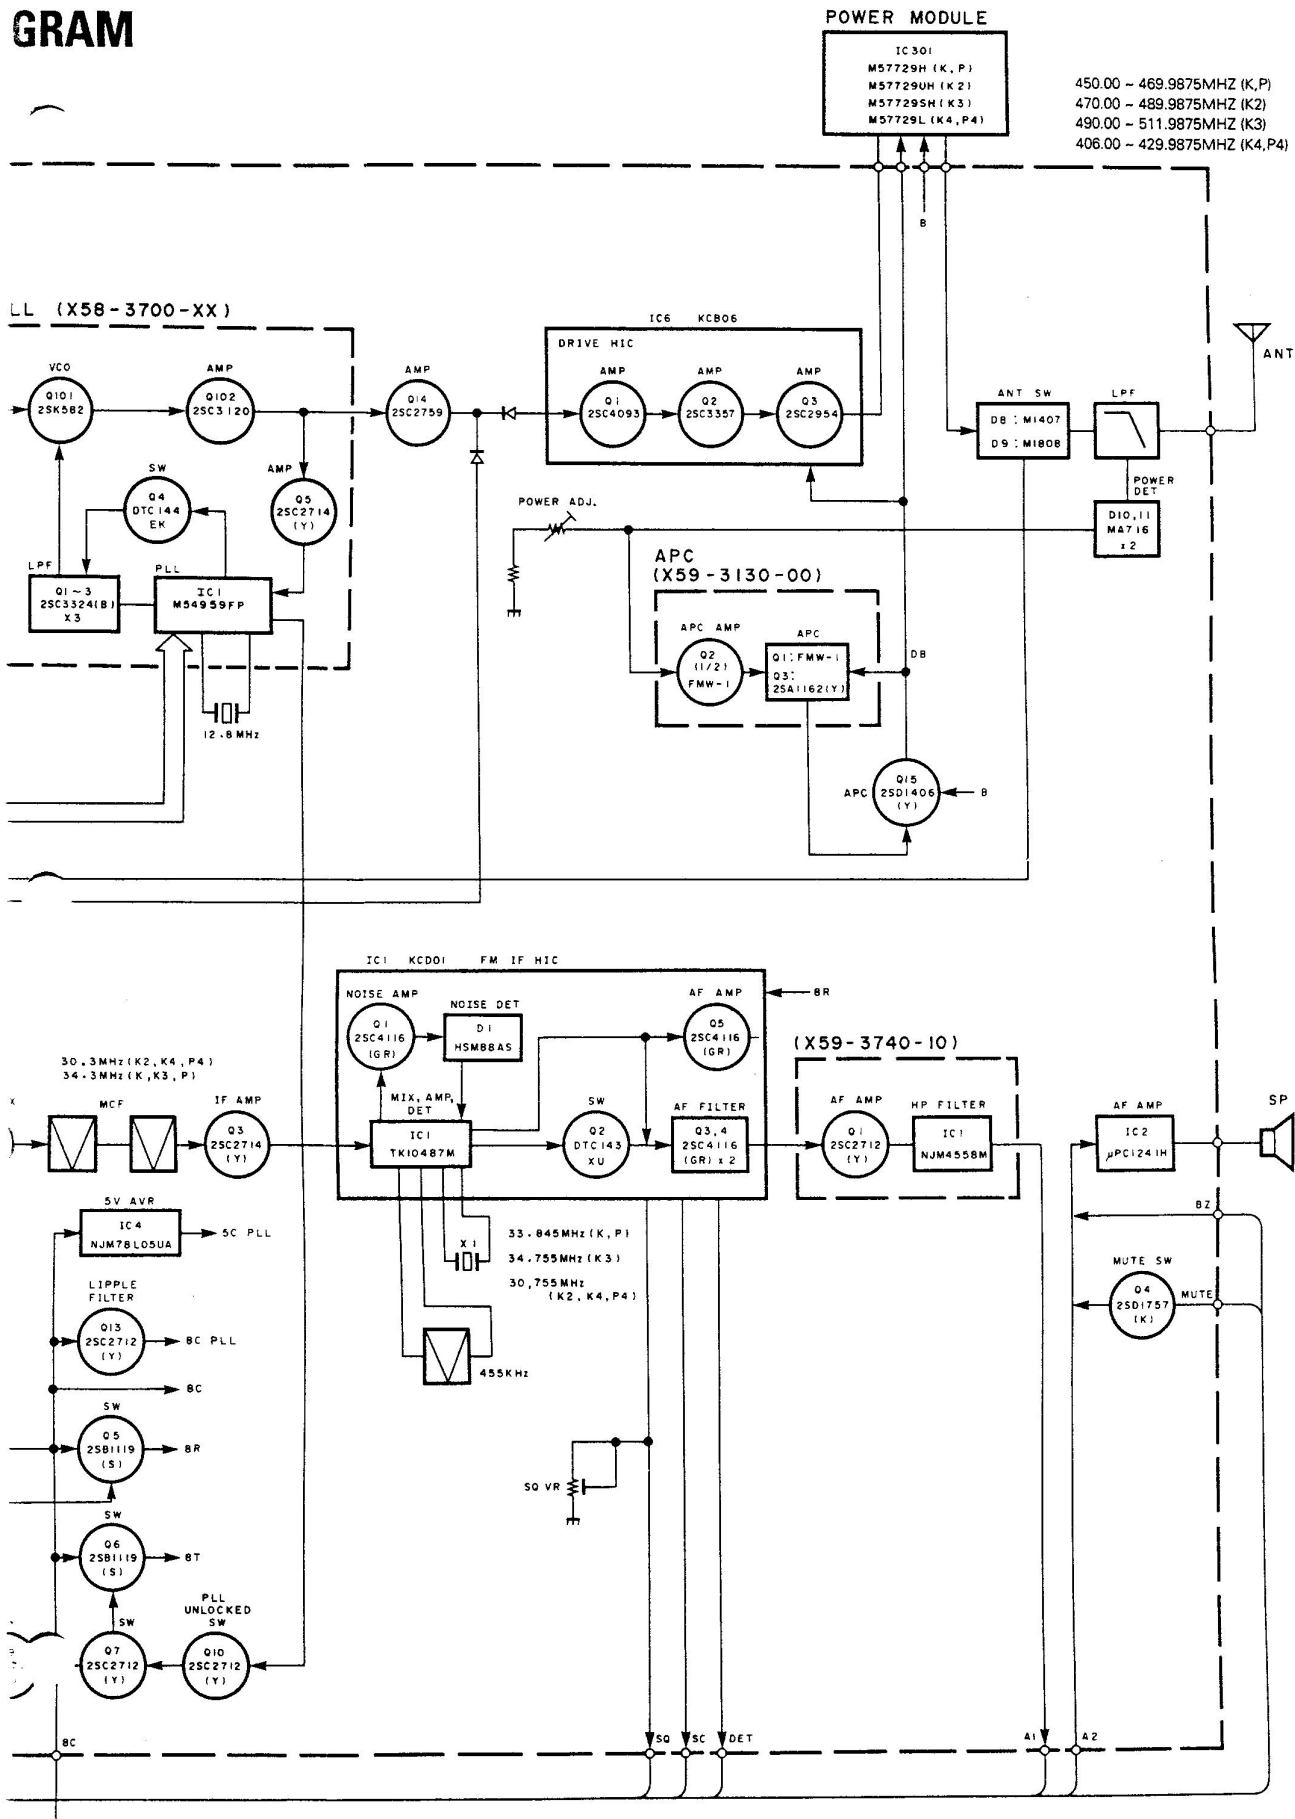 GRAM
POWER MODULE
IC301
M57729H (K, P)
M57729UH (K2)
M57729SH (K3)
M57729L (K4, P4)
450.00 ~ 469.9875MHZ (K,P)
470.00 ~ 489.9875MHZ (K2)
490.00 ~ 511.9875MHZ (K3)
406.00 ~ 429.9875MHZ (K4,P4)
B
LL (X58-3700-XX)
VCO
Q101
2SK582
AMP
Q102
2SC3120
AMP
Q14
2SC2759
IC6 KCB06
DRIVE HIC
AMP
Q1
2SC4093
AMP
Q2
2SC3357
AMP
Q3
2SC2954
ANT SW
D8 : M1407
D9 : M1808
LPF
ANT
SW
Q4
DTC144
EK
AMP
Q5
2SC2714
(Y)
POWER ADJ.
POWER
DET
D10, 11
MA716
x 2
LPF
Q1~3
2SC3324(B)
X3
PLL
IC1
M54959FP
12.8MHz
APC
(X59-3130-00)
APC AMP
Q2
(1/2)
FMW-1
APC
Q1:FMW-1
Q3:
2SA1162(Y)
DB
APC
Q15
2SD1406
(Y)
B
IC1 KCD01 FM IF HIC
NOISE AMP
Q1
2SC4116
(GR)
NOISE DET
D1
HSM88AS
AF AMP
Q5
2SC4116
(GR)
8R
30.3MHz (K2, K4, P4)
34.3MHz (K, K3, P)
X
MCF
IF AMP
Q3
2SC2714
(Y)
MIX, AMP,
DET
IC1
TK10487M
SW
Q2
DTC143
XU
AF FILTER
Q3, 4
2SC4116
(GR) x 2
(X59-3740-10)
AF AMP
Q1
2SC2712
(Y)
HP FILTER
IC1
NJM4558M
AF AMP
IC2
μPC1241H
SP
5V AVR
IC4
NJM78L05UA
5C PLL
X1
33.845MHz (K, P)
34.755MHz (K3)
30,755MHz
(K2, K4, P4)
455KHz
BZ
MUTE SW
Q4
2SD1757
(K)
MUTE
LIPPLE
FILTER
Q13
2SC2712
(Y)
8C PLL
8C
SW
Q5
2SB1119
(S)
8R
SQ VR
SW
Q6
2SB1119
(S)
8T
SW
Q7
2SC2712
(Y)
PLL
UNLOCKED
SW
Q10
2SC2712
(Y)
8C
SQ
SC
DET
A1
A2